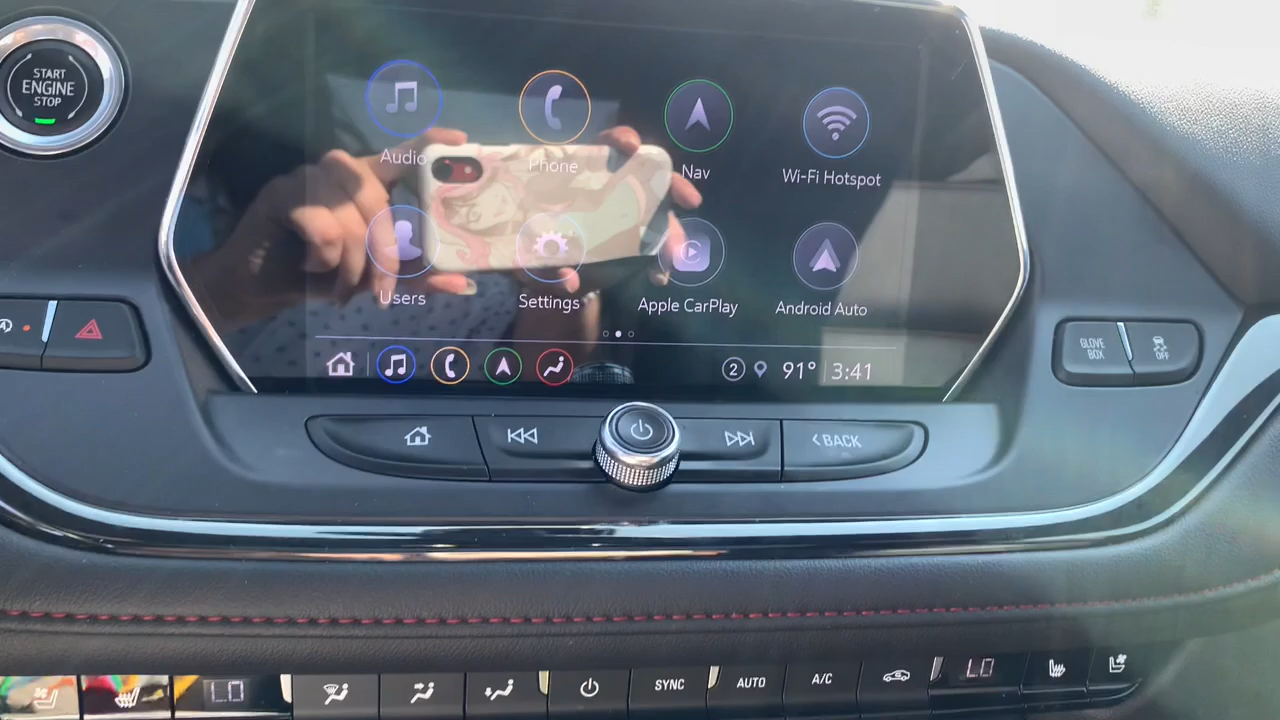 START
ENGINE
STOP
Audio
Phone
Nav
Wi-Fi Hotspot
Users
Settings
Apple CarPlay
Android Auto
2
91°
3:41
GLOVE
BOX
OFF
BACK
LO
SYNC
AUTO
A/C
LO